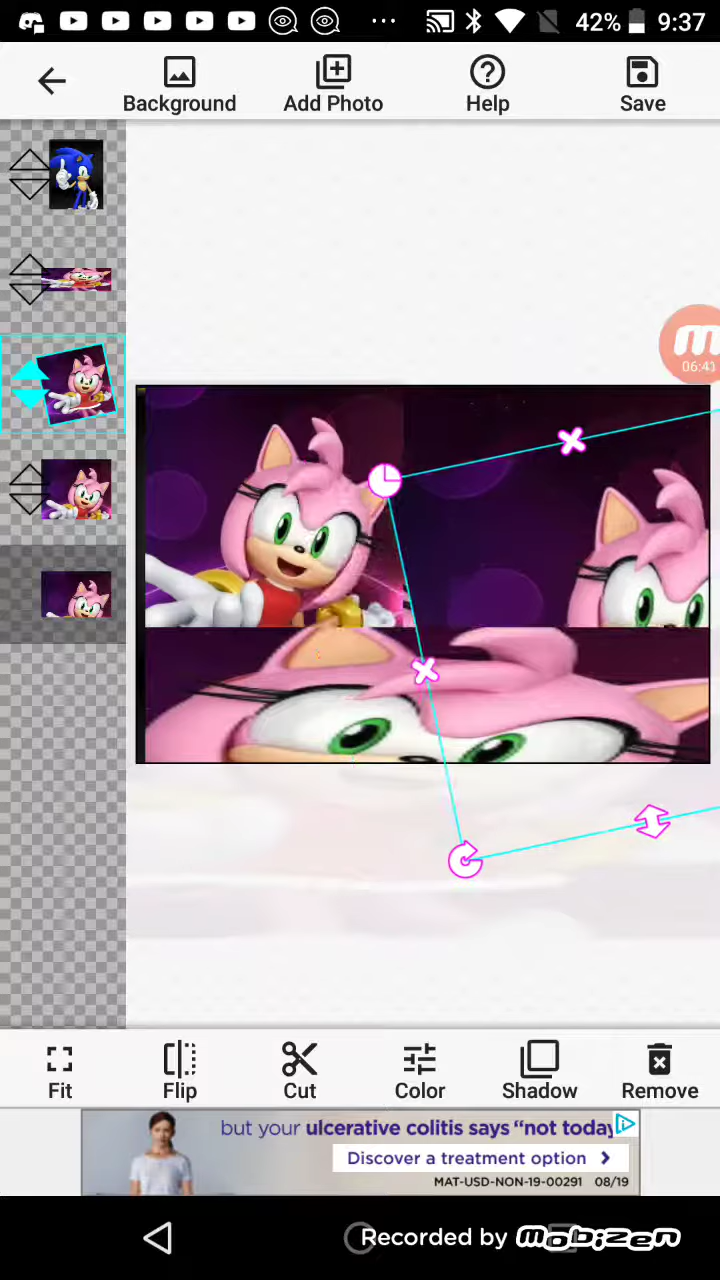 42% 9:37
Background Add Photo Help Save
06:41
Fit Flip Cut Color Shadow Remove
but your ulcerative colitis says “not today
Discover a treatment option
MAT-USD-NON-19-00291 08/19
Recorded by mobizen